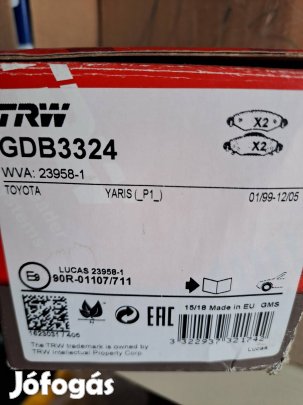 TRW
GDB3324
X2
X2
WVA: 23958-1
TOYOTA YARIS (_P1_) 01/99-12/05
LUCAS 23958-1
90R-01107/711
15/18 Made in EU GMS
EAC
The TRW trademark is owned by
TRW Intellectual Property Corp.
Lucas
Jófogás